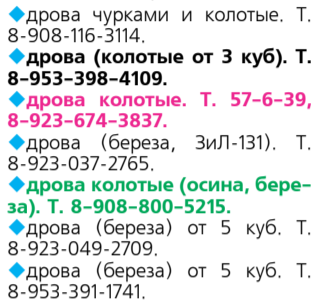 ◆дрова чурками и колотые. Т.
8-908-116-3114.
◆дрова (колотые от 3 куб). Т.
8-953-398-4109.
◆дрова колотые. Т. 57-6-39,
8-923-674-3837.
◆дрова (береза, ЗиЛ-131). Т.
8-923-037-2765.
◆дрова колотые (осина, бере-
за). Т. 8-908-800-5215.
◆дрова (береза) от 5 куб. Т.
8-923-049-2709.
◆дрова (береза) от 5 куб. Т.
8-953-391-1741.